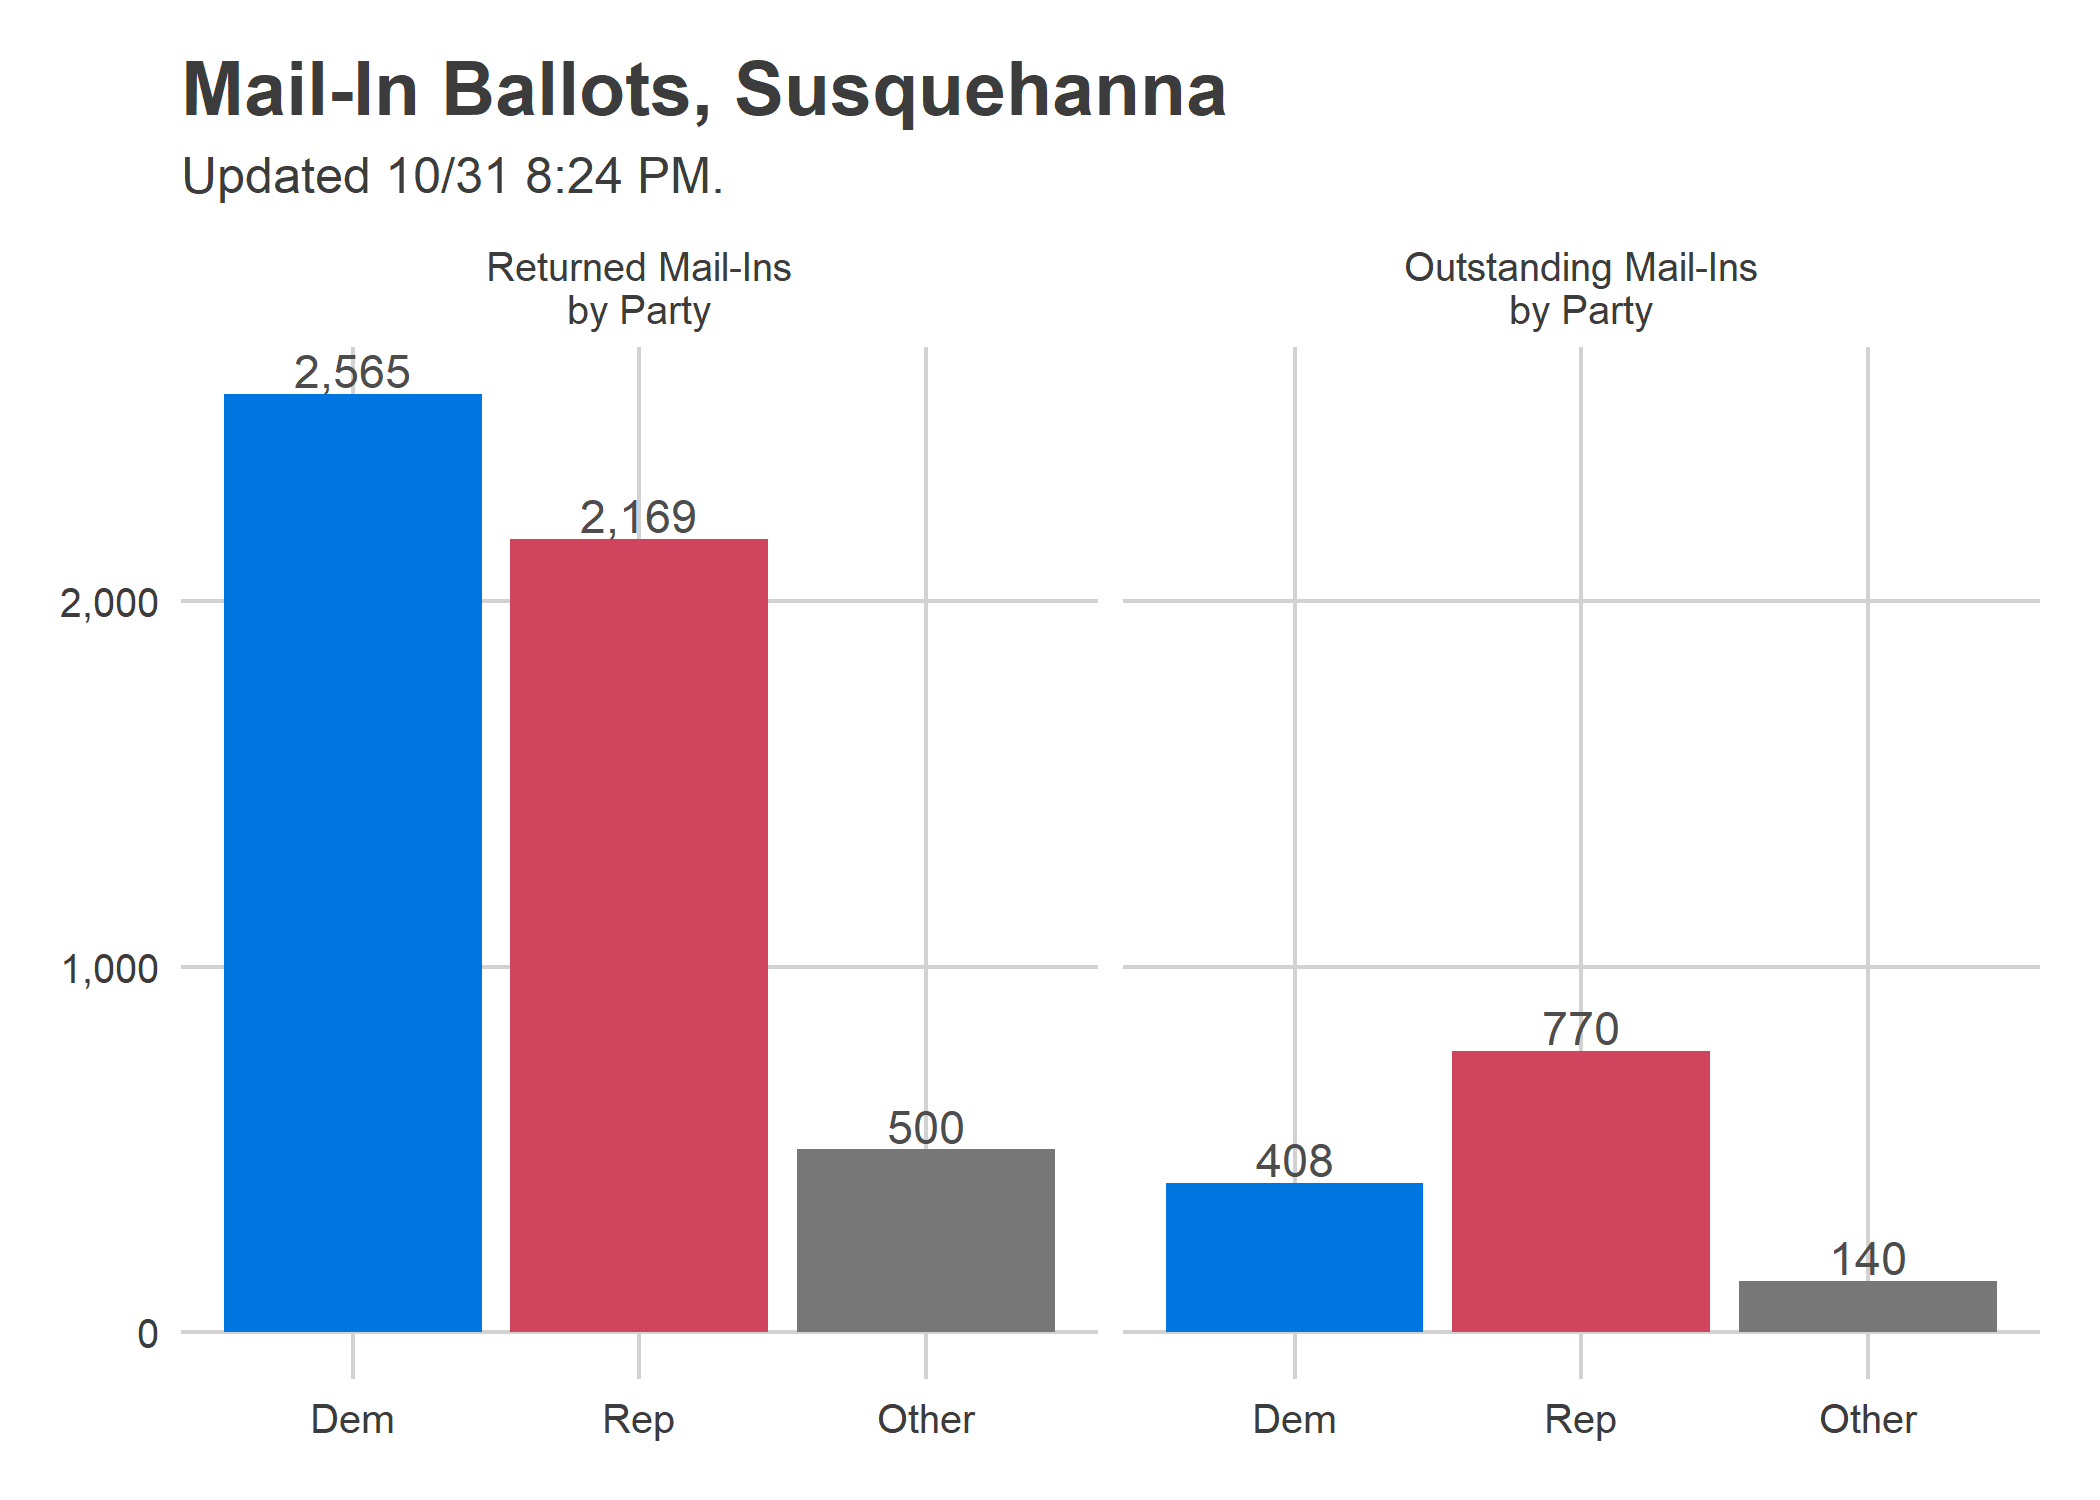 Mail-In Ballots, Susquehanna
Updated 10/31 8:24 PM.
Returned Mail-Ins
by Party
Outstanding Mail-Ins
by Party
2,565
2,169
500
408
770
140
2,000
1,000
0
Dem
Rep
Other
Dem
Rep
Other